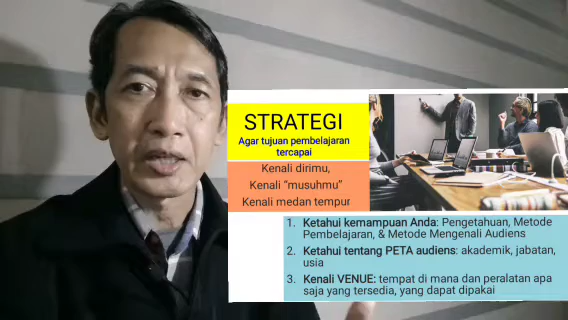 STRATEGI
Agar tujuan pembelajaran
tercapai
Kenali dirimu,
Kenali “musuhmu”
Kenali medan tempur
1. Ketahui kemampuan Anda: Pengetahuan, Metode
Pembelajaran, & Metode Mengenali Audiens
2. Ketahui tentang PETA audiens: akademik, jabatan,
usia
3. Kenali VENUE: tempat di mana dan peralatan apa
saja yang tersedia, yang dapat dipakai